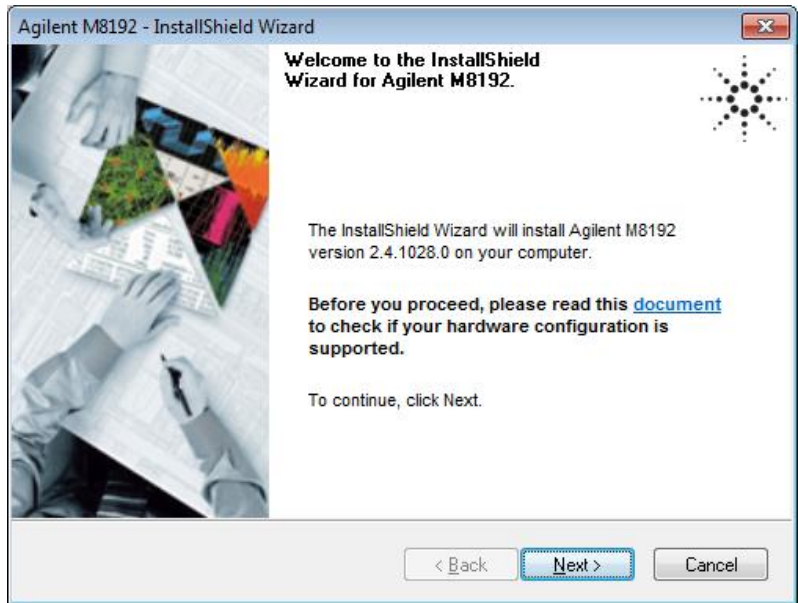 Agilent M8192 - InstallShield Wizard
Welcome to the InstallShield
Wizard for Agilent M8192.
The InstallShield Wizard will install Agilent M8192
version 2.4.1028.0 on your computer.
Before you proceed, please read this document
to check if your hardware configuration is
supported.
To continue, click Next.
< Back
Next >
Cancel